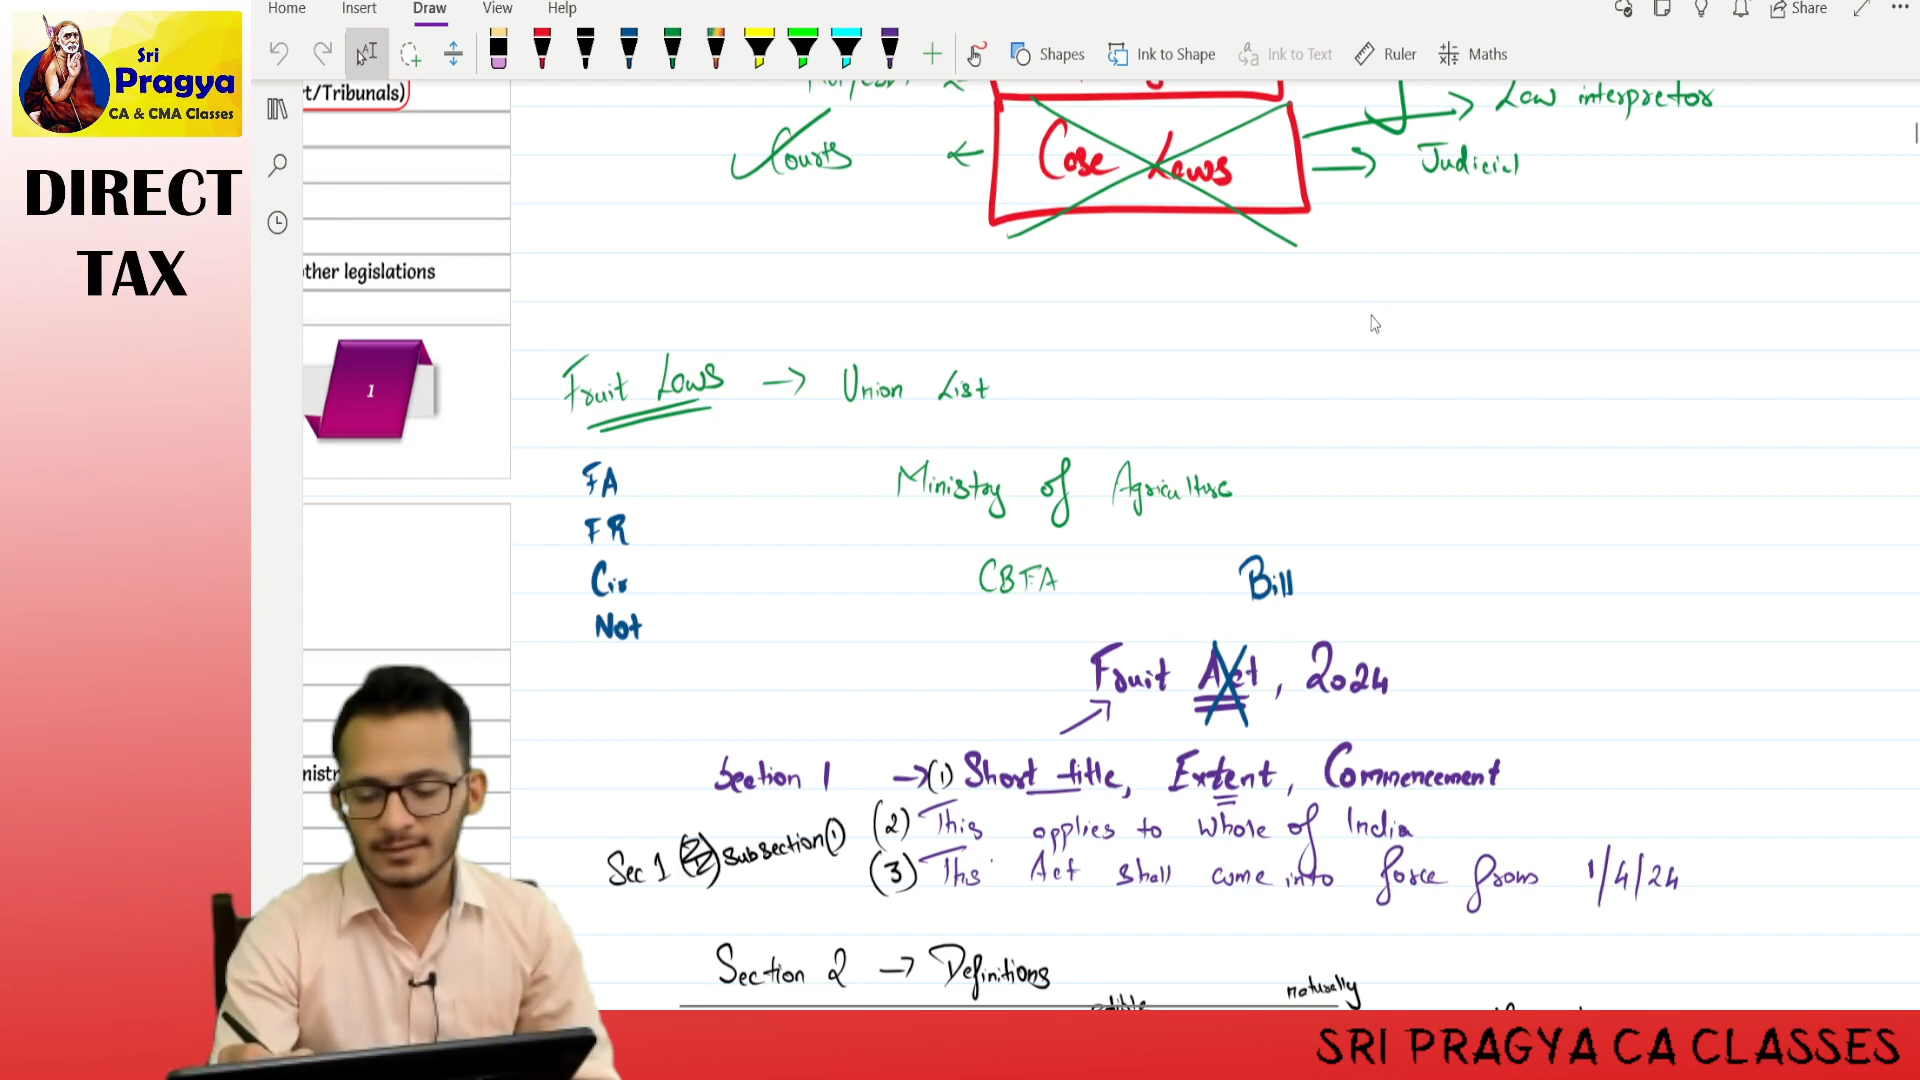 Home Insert Draw View Help
Share
Shapes Ink to Shape Ink to Text Ruler Maths
Sri
Pragya
CA & CMA Classes
DIRECT
TAX
t/Tribunals)
ther legislations
1
nistr
Law interpretor
Courts ← Case Laws → Judicial
Fruit Laws → Union List
FA
Ministry of Agriculture
FR
Cir
CBFA Bill
Not
Fruit Act, 2024
Section 1 → (1) Short title, Extent, Commencement
(2) This applies to whole of India
Sec 1 subsection (1)
(3) This Act shall come into force from 1/4/24
Section 2 → Definitions
edible naturally
SRI PRAGYA CA CLASSES